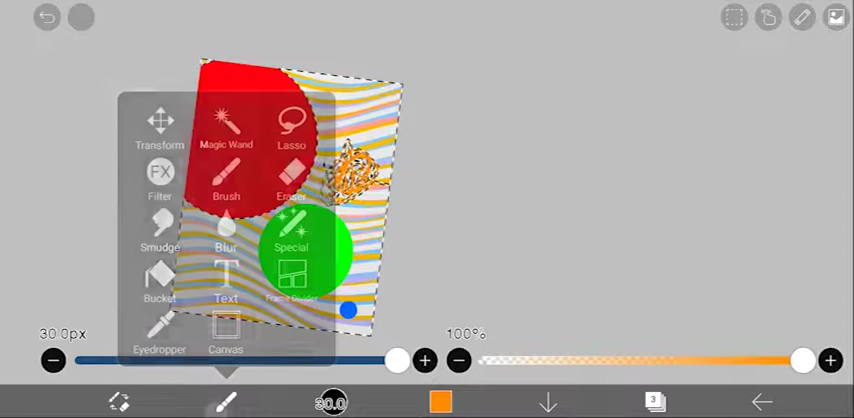 Transform Magic Wand Lasso
FX
Filter Brush Eraser
Smudge Blur Special
T
Bucket Text Frame Divider
Eyedropper Canvas
30.0px 100%
30.0 3